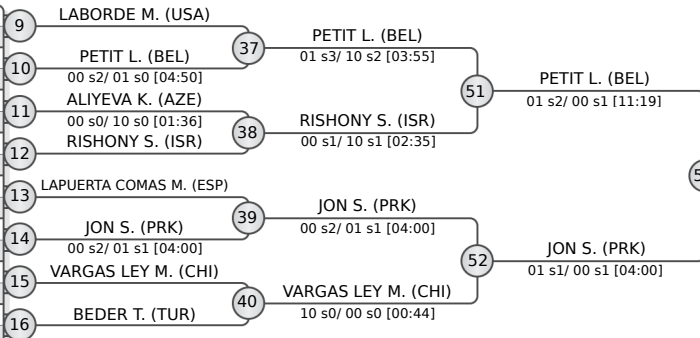 9
LABORDE M. (USA)
10
PETIT L. (BEL)
00 s2/ 01 s0 [04:50]
11
ALIYEVA K. (AZE)
00 s0/ 10 s0 [01:36]
12
RISHONY S. (ISR)
13
LAPUERTA COMAS M. (ESP)
14
JON S. (PRK)
00 s2/ 01 s1 [04:00]
15
VARGAS LEY M. (CHI)
16
BEDER T. (TUR)
37
PETIT L. (BEL)
01 s3/ 10 s2 [03:55]
38
RISHONY S. (ISR)
00 s1/ 10 s1 [02:35]
39
JON S. (PRK)
00 s2/ 01 s1 [04:00]
40
VARGAS LEY M. (CHI)
10 s0/ 00 s0 [00:44]
51
PETIT L. (BEL)
01 s2/ 00 s1 [11:19]
52
JON S. (PRK)
01 s1/ 00 s1 [04:00]